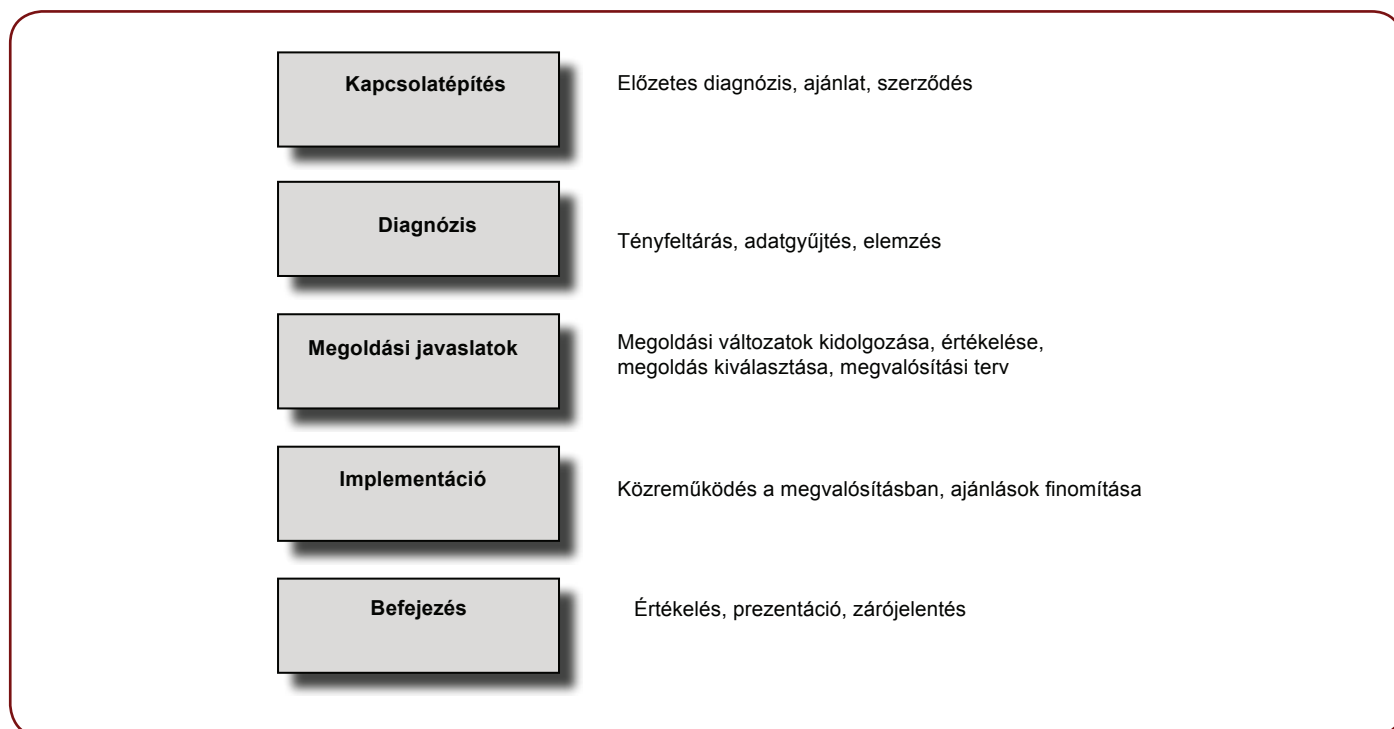 Kapcsolatépítés
Előzetes diagnózis, ajánlat, szerződés
Diagnózis
Tényfeltárás, adatgyűjtés, elemzés
Megoldási javaslatok
Megoldási változatok kidolgozása, értékelése,
megoldás kiválasztása, megvalósítási terv
Implementáció
Közreműködés a megvalósításban, ajánlások finomítása
Befejezés
Értékelés, prezentáció, zárójelentés